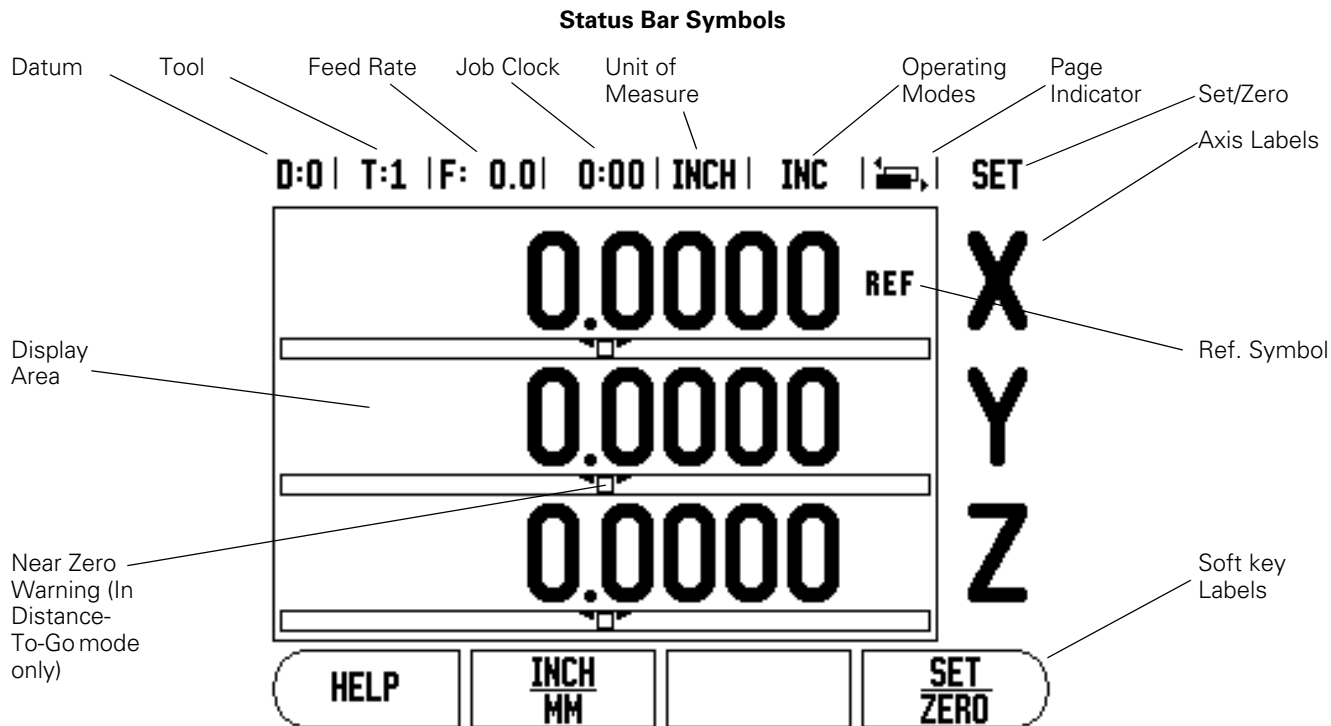 Status Bar Symbols
Datum
Tool
Feed Rate
Job Clock
Unit of
Measure
Operating
Modes
Page
Indicator
Set/Zero
Axis Labels
D:0 | T:1 | F: 0.0 | 0:00 | INCH | INC | | SET
0.0000 REF X
Ref. Symbol
Display
Area
0.0000 Y
0.0000 Z
Near Zero
Warning (In
Distance-
To-Go mode
only)
Soft key
Labels
HELP
INCH
MM
SET
ZERO